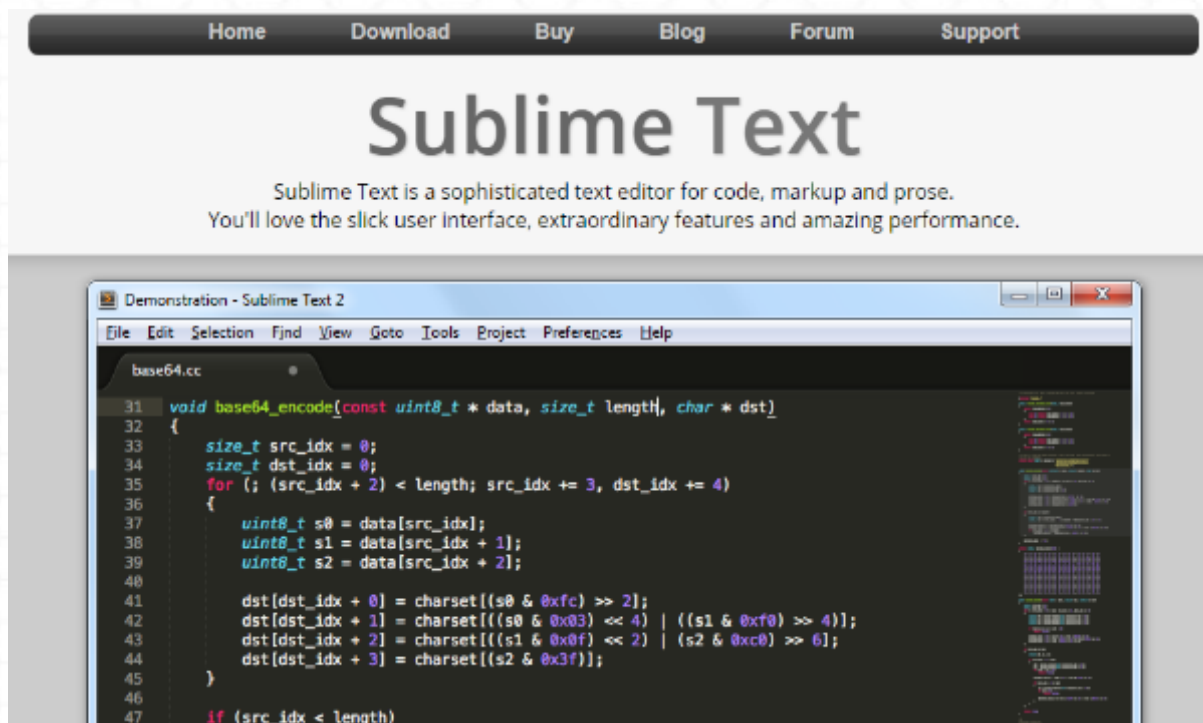 Home Download Buy Blog Forum Support
Sublime Text
Sublime Text is a sophisticated text editor for code, markup and prose.
You'll love the slick user interface, extraordinary features and amazing performance.
Demonstration - Sublime Text 2
File Edit Selection Find View Goto Tools Project Preferences Help
base64.cc
31 void base64_encode(const uint8_t * data, size_t length, char * dst)
32 {
33 size_t src_idx = 0;
34 size_t dst_idx = 0;
35 for (; (src_idx + 2) < length; src_idx += 3, dst_idx += 4)
36 {
37 uint8_t s0 = data[src_idx];
38 uint8_t s1 = data[src_idx + 1];
39 uint8_t s2 = data[src_idx + 2];
40
41 dst[dst_idx + 0] = charset[(s0 & 0xfc) >> 2];
42 dst[dst_idx + 1] = charset[((s0 & 0x03) << 4) | ((s1 & 0xf0) >> 4)];
43 dst[dst_idx + 2] = charset[((s1 & 0x0f) << 2) | (s2 & 0xc0) >> 6];
44 dst[dst_idx + 3] = charset[(s2 & 0x3f)];
45 }
46
47 if (src_idx < length)